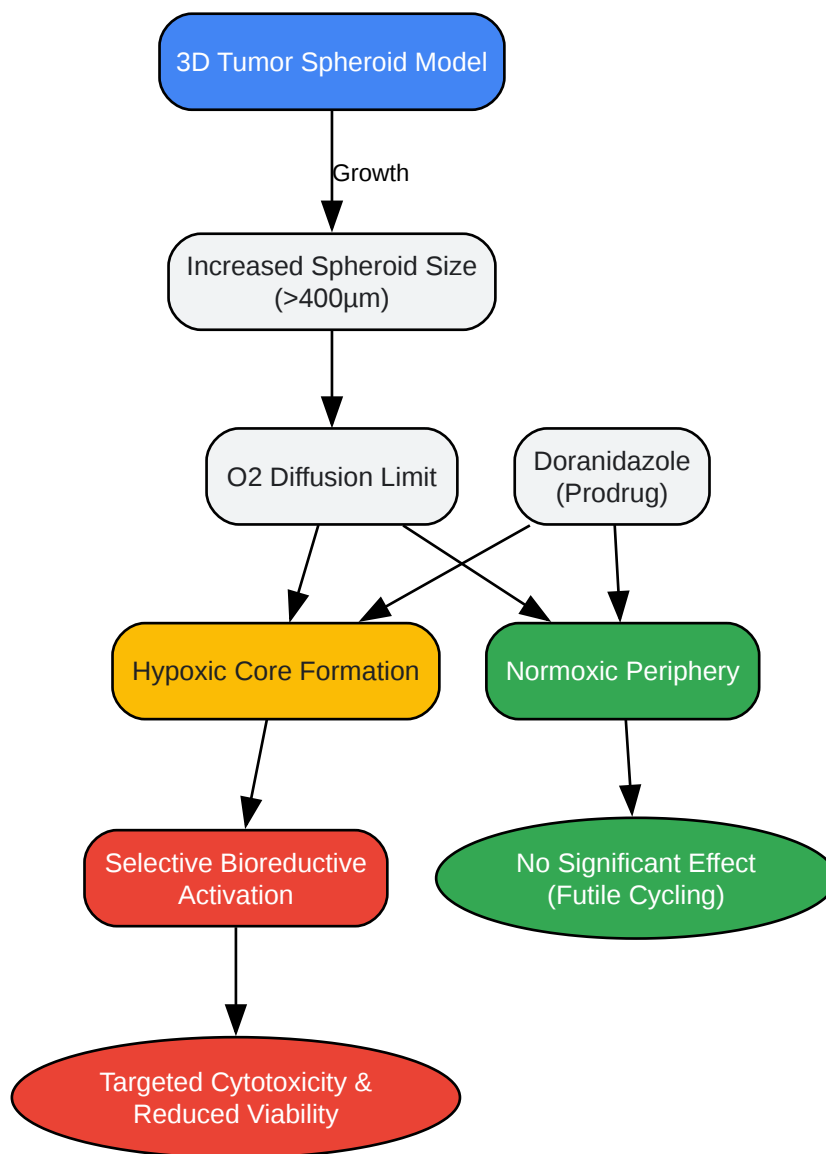 3D Tumor Spheroid Model
Growth
Increased Spheroid Size
(>400µm)
O2 Diffusion Limit
Doranidazole
(Prodrug)
Hypoxic Core Formation
Normoxic Periphery
Selective Bioreductive
Activation
No Significant Effect
(Futile Cycling)
Targeted Cytotoxicity &
Reduced Viability